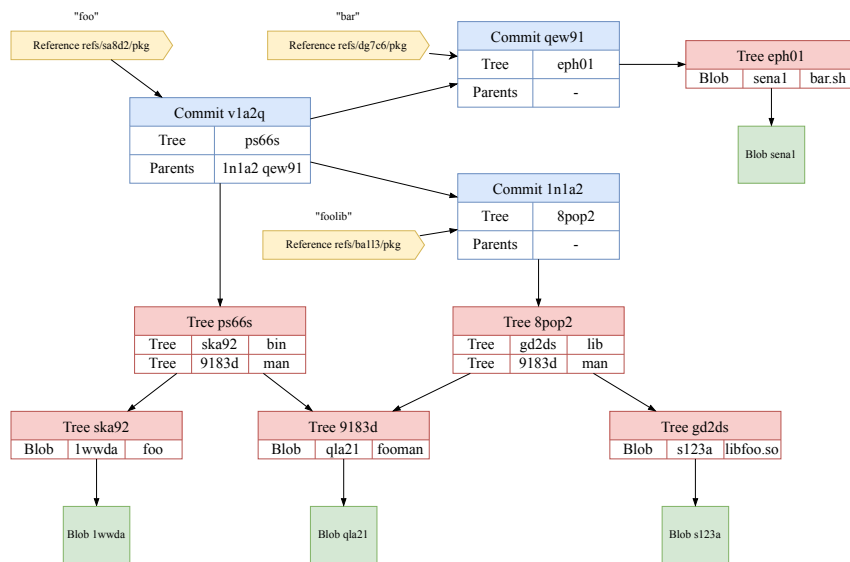 "foo"
"bar"
Reference refs/sa8d2/pkg
Reference refs/dg7c6/pkg
Commit qew91
Tree eph01
Parents -
Tree eph01
Blob sena1 bar.sh
Commit v1a2q
Tree ps66s
Parents 1n1a2 qew91
Blob sena1
"foolib"
Reference refs/ba1l3/pkg
Commit 1n1a2
Tree 8pop2
Parents -
Tree ps66s
Tree ska92 bin
Tree 9183d man
Tree 8pop2
Tree gd2ds lib
Tree 9183d man
Tree ska92
Blob 1wwda foo
Tree 9183d
Blob qla21 fooman
Tree gd2ds
Blob s123a libfoo.so
Blob 1wwda
Blob qla21
Blob s123a